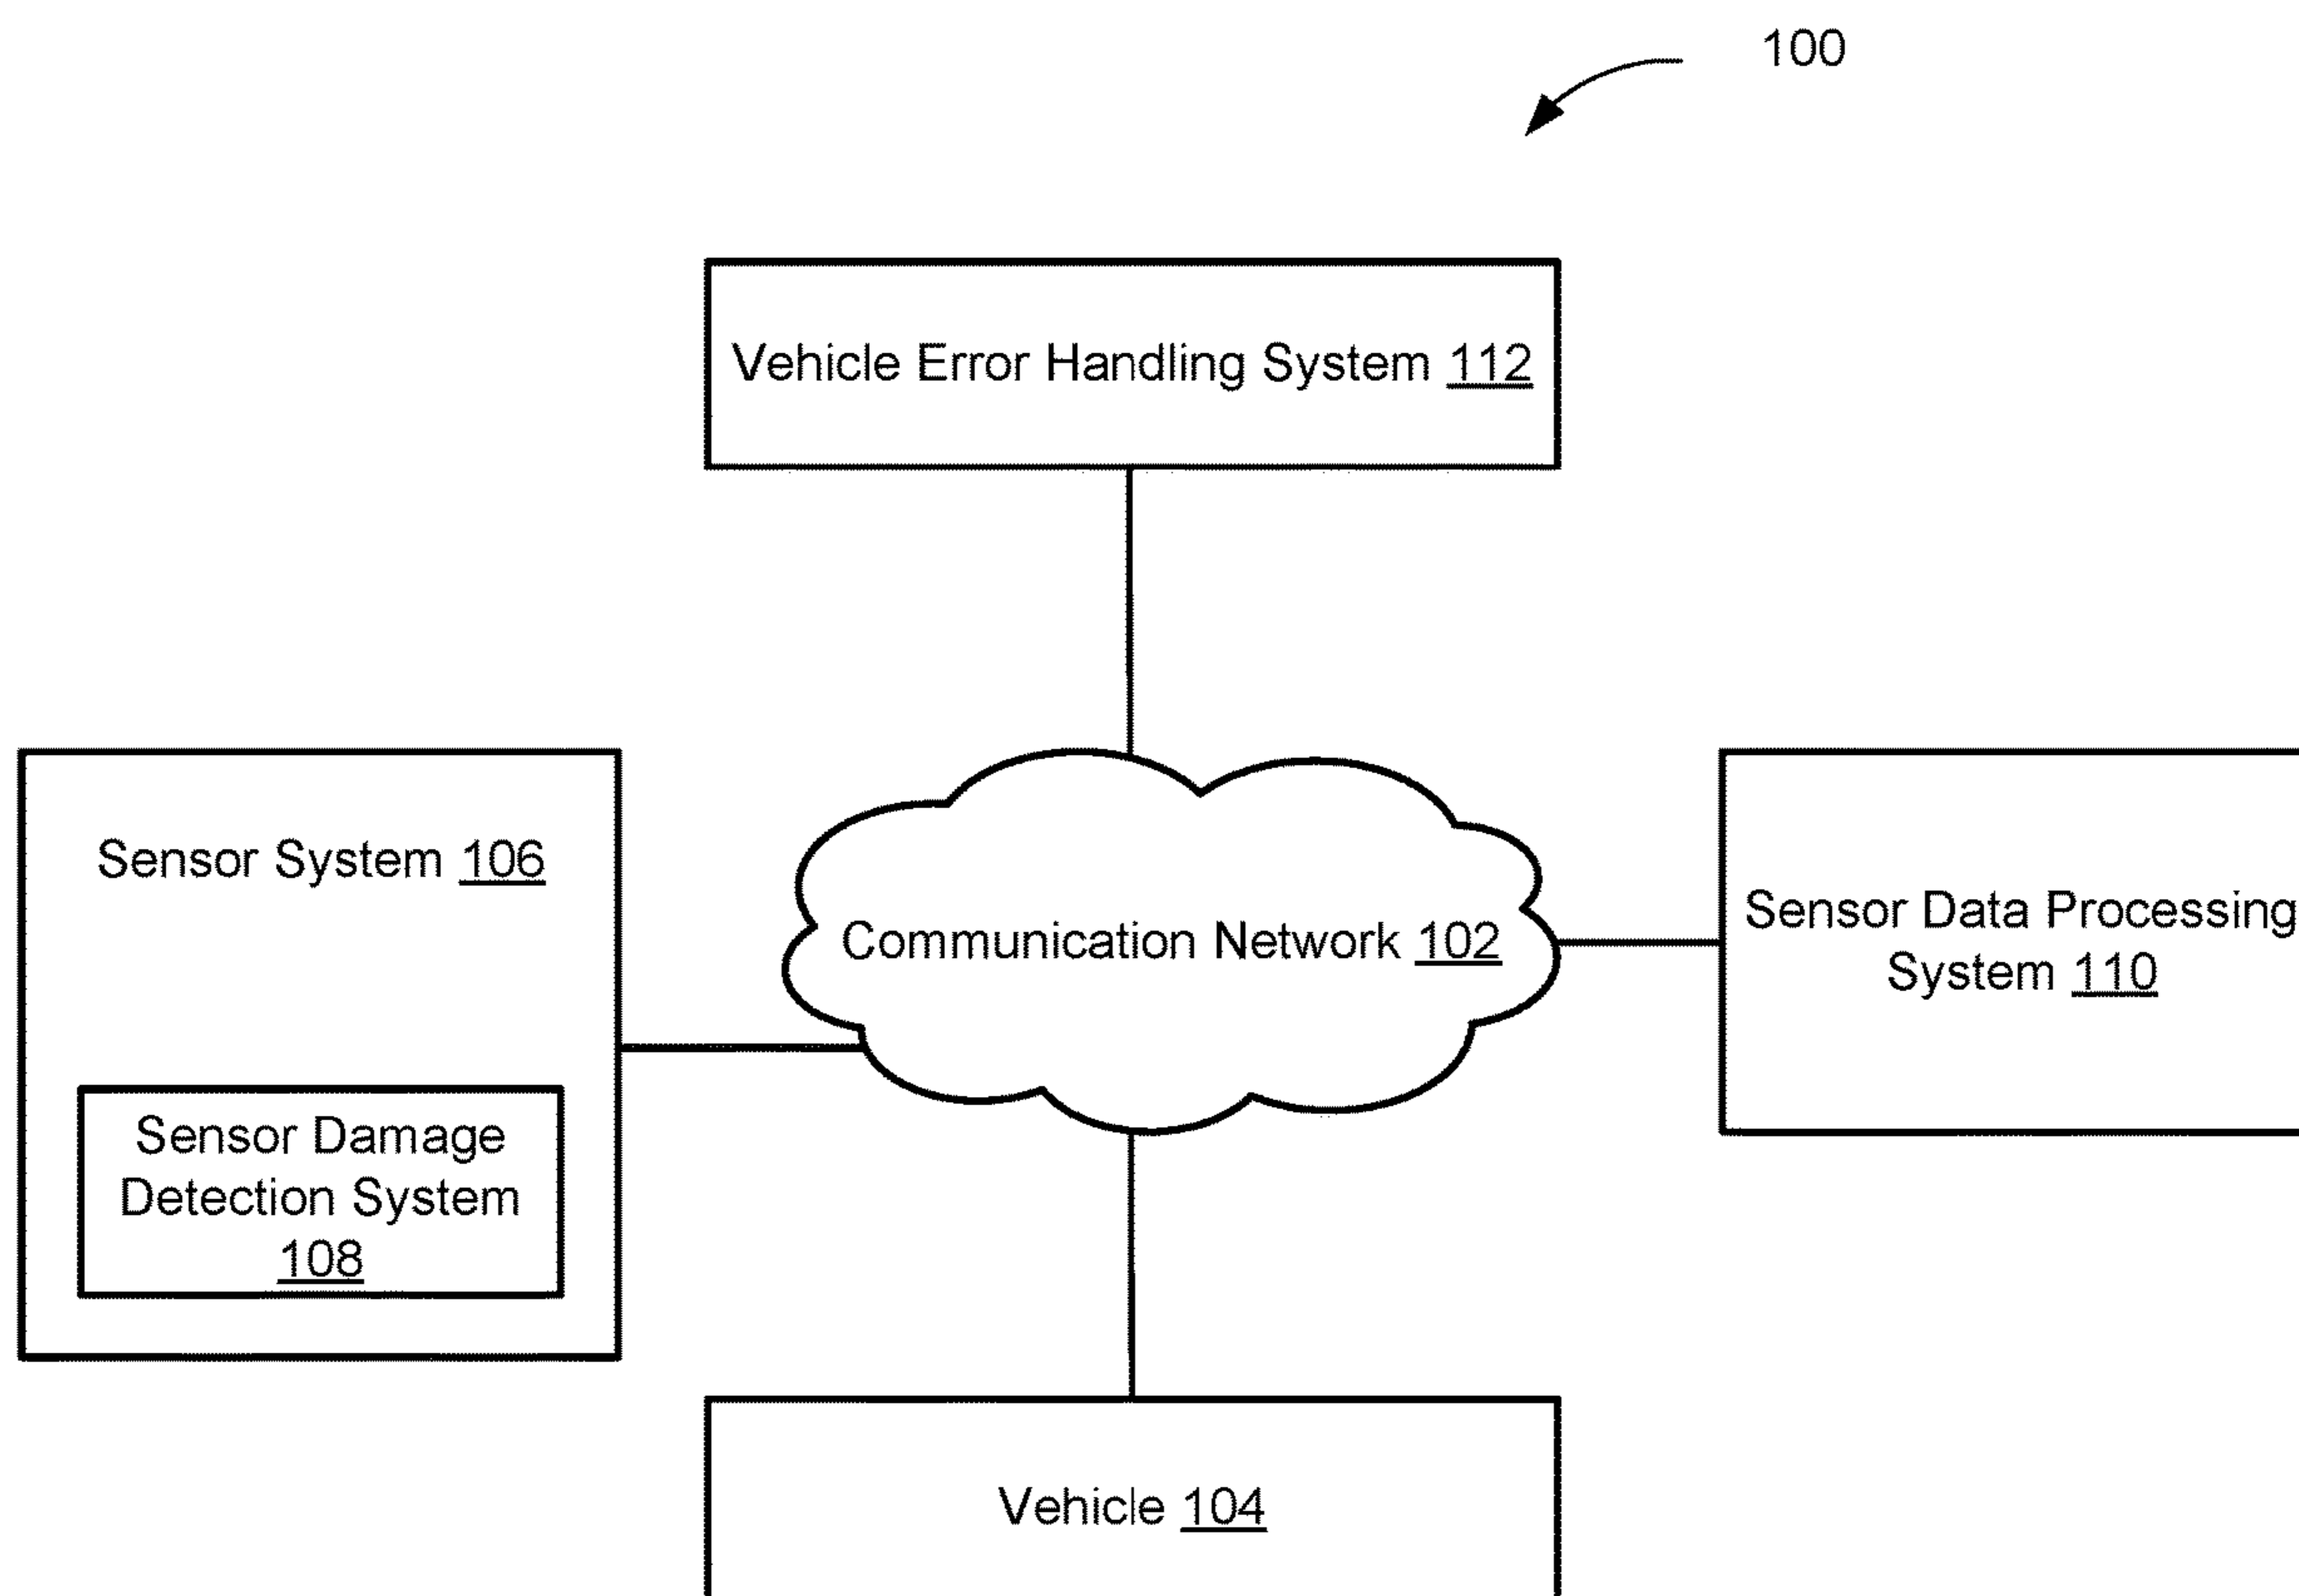 100
Vehicle Error Handling System 112
Sensor System 106
Communication Network 102
Sensor Data Processing
System 110
Sensor Damage
Detection System
108
Vehicle 104